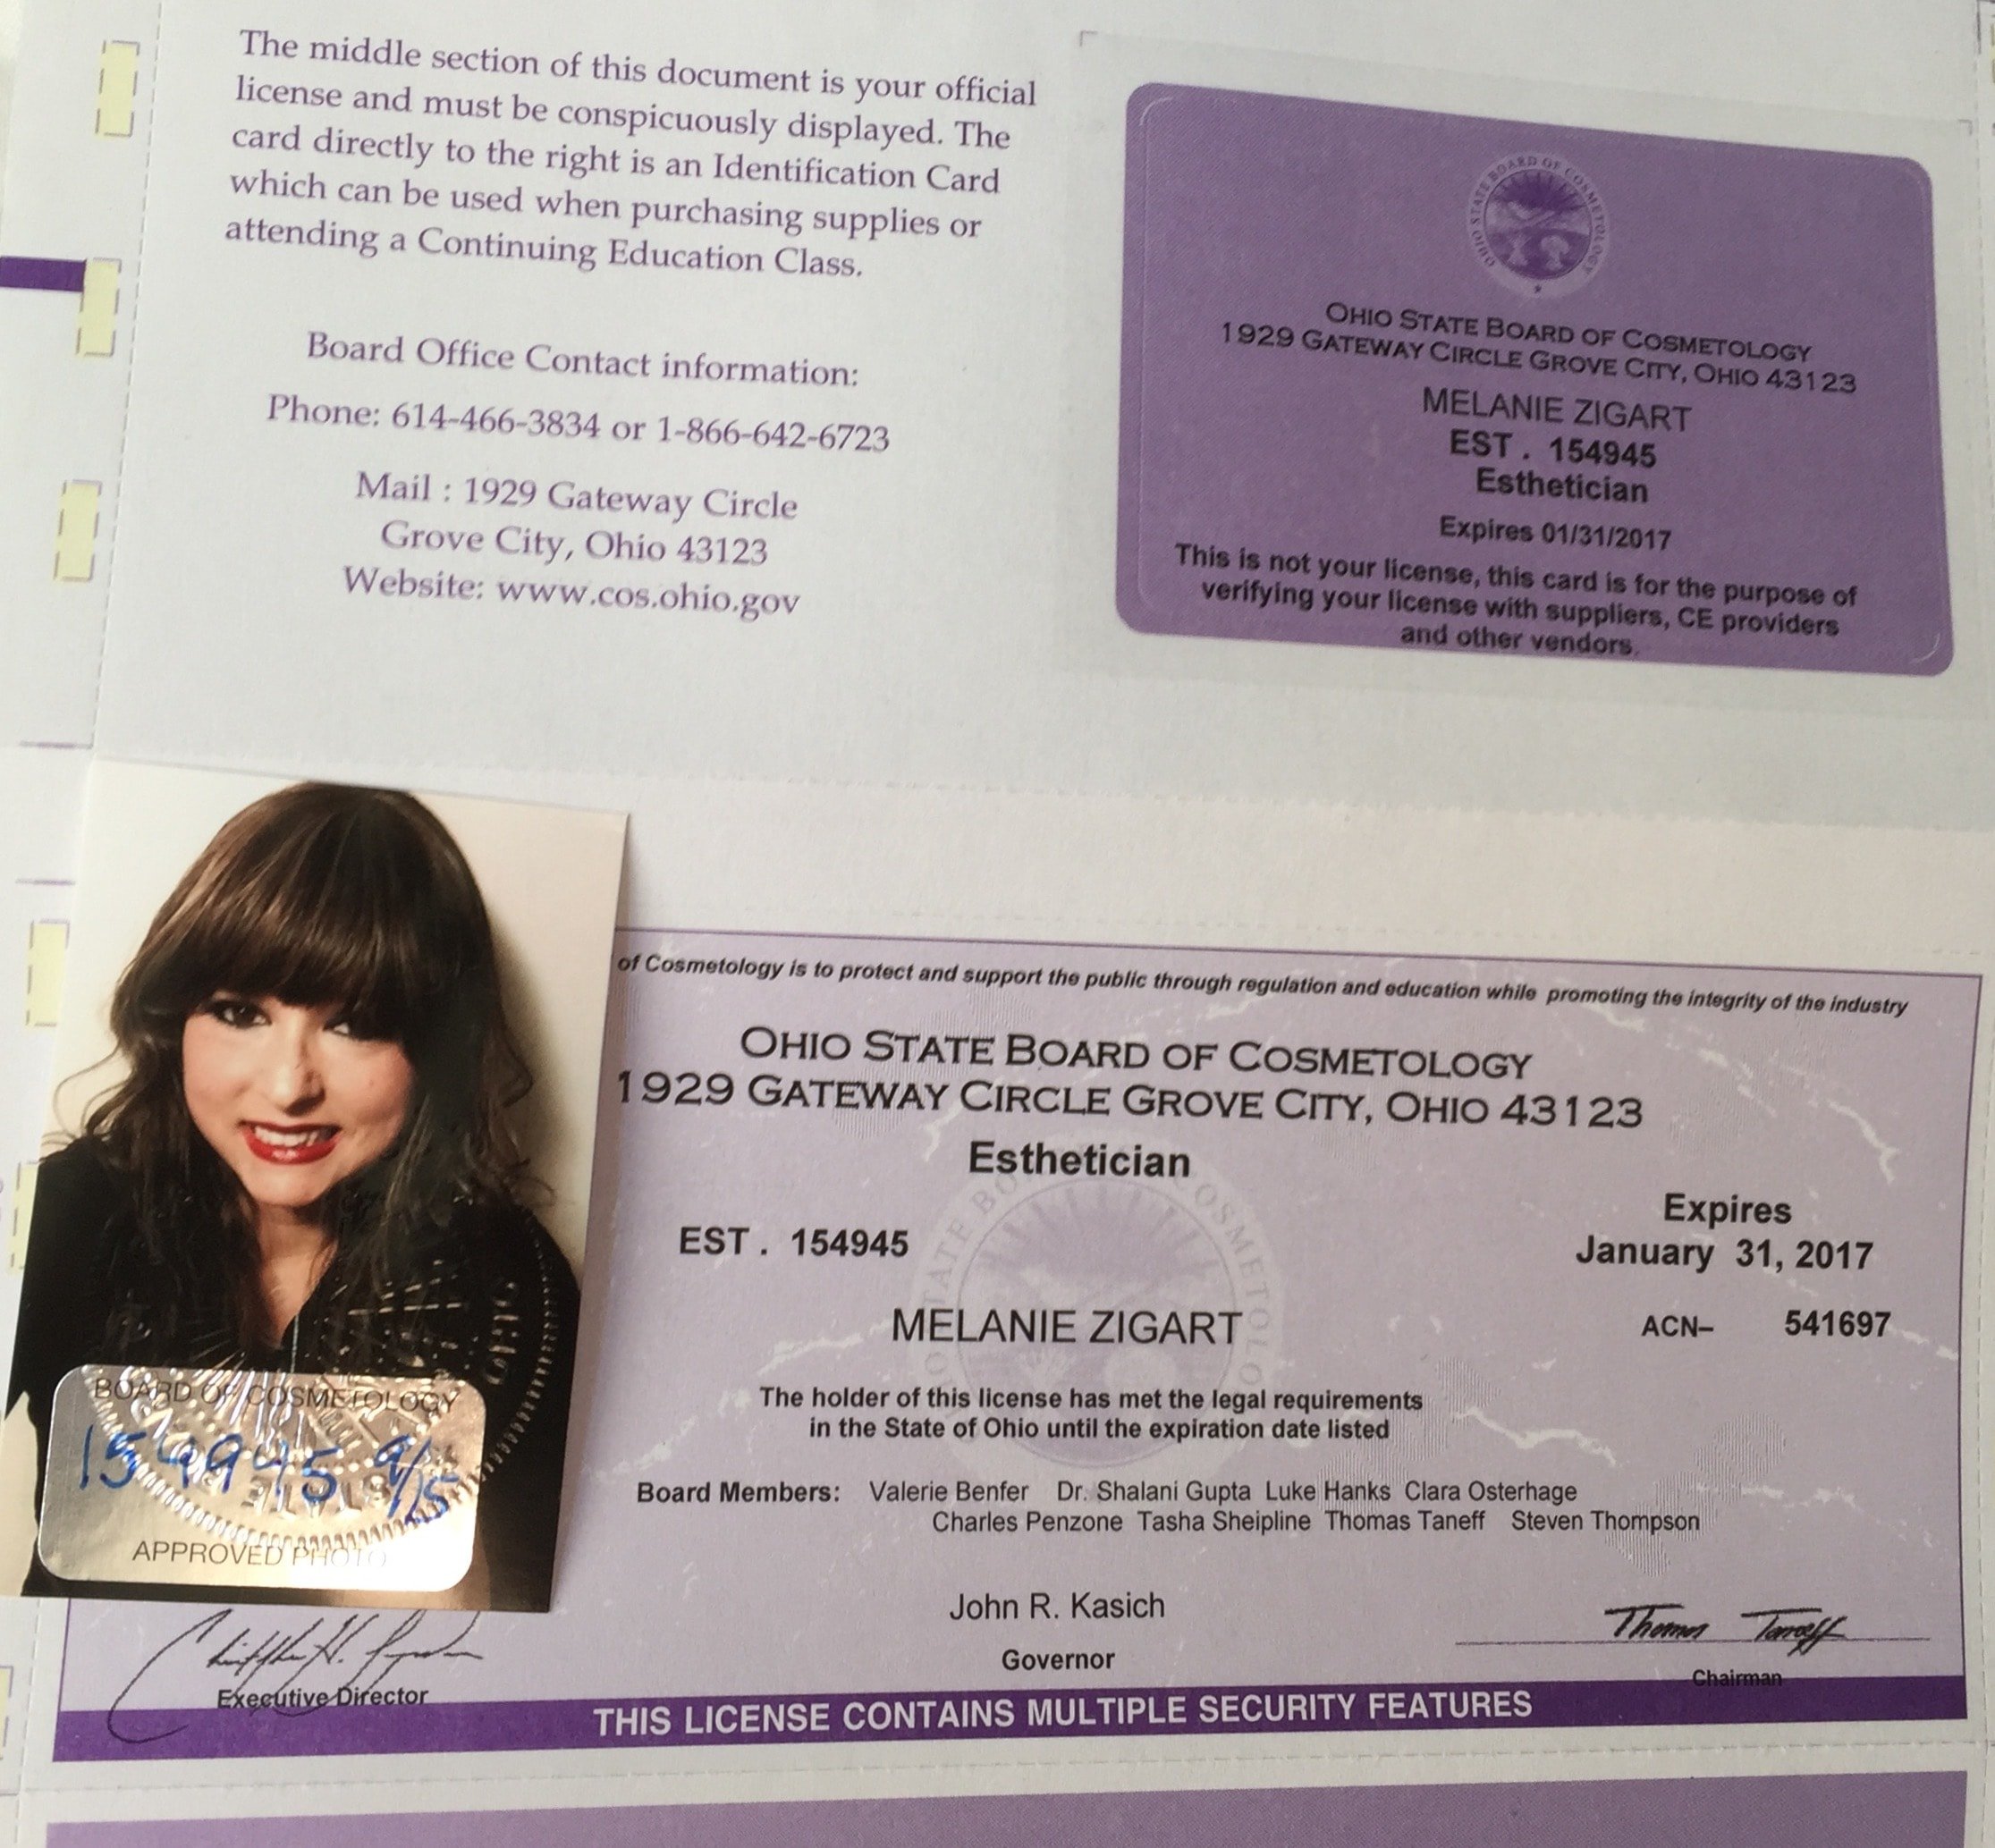 The middle section of this document is your official
license and must be conspicuously displayed. The
card directly to the right is an Identification Card
which can be used when purchasing supplies or
attending a Continuing Education Class.
Board Office Contact information:
Phone: 614-466-3834 or 1-866-642-6723
Mail : 1929 Gateway Circle
Grove City, Ohio 43123
Website: www.cos.ohio.gov
OHIO STATE BOARD OF COSMETOLOGY
OHIO STATE BOARD OF COSMETOLOGY
1929 GATEWAY CIRCLE GROVE CITY, OHIO 43123
MELANIE ZIGART
EST . 154945
Esthetician
Expires 01/31/2017
This is not your license, this card is for the purpose of
verifying your license with suppliers, CE providers
and other vendors.
of Cosmetology is to protect and support the public through regulation and education while promoting the integrity of the industry
OHIO STATE BOARD OF COSMETOLOGY
1929 GATEWAY CIRCLE GROVE CITY, OHIO 43123
Esthetician
EST . 154945
Expires
January 31, 2017
MELANIE ZIGART
ACN– 541697
The holder of this license has met the legal requirements
in the State of Ohio until the expiration date listed
Board Members: Valerie Benfer Dr. Shalani Gupta Luke Hanks Clara Osterhage
Charles Penzone Tasha Sheipline Thomas Taneff Steven Thompson
BOARD OF COSMETOLOGY
154945 9/15
APPROVED PHOTO
John R. Kasich
Governor
Executive Director
Thomas Taneff
Chairman
THIS LICENSE CONTAINS MULTIPLE SECURITY FEATURES